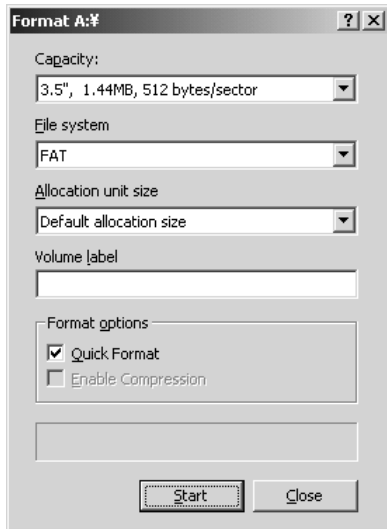 Format A:¥
Capacity:
3.5", 1.44MB, 512 bytes/sector
File system
FAT
Allocation unit size
Default allocation size
Volume label
Format options
Quick Format
Enable Compression
Start Close